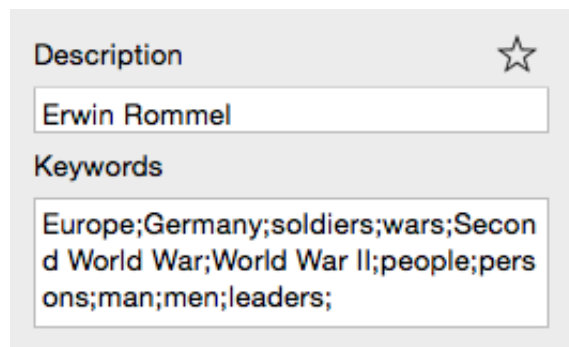 Description
Erwin Rommel
Keywords
Europe;Germany;soldiers;wars;Secon
d World War;World War II;people;pers
ons;man;men;leaders;